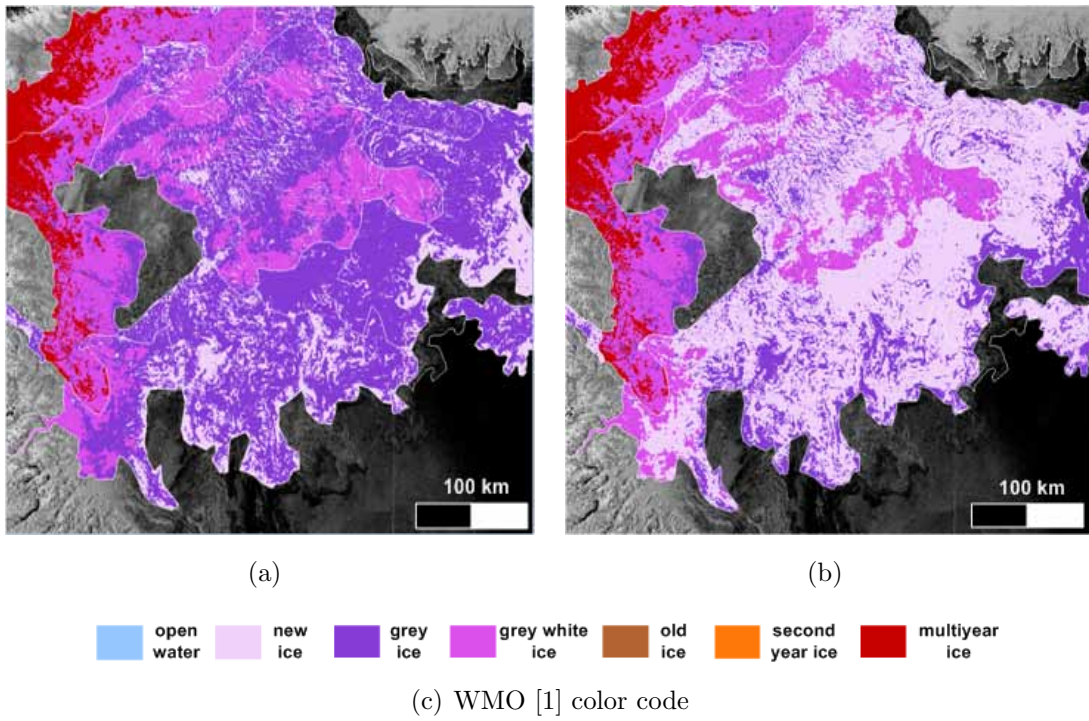 100 km
100 km
(a)
(b)
open water
new ice
grey ice
grey white ice
old ice
second year ice
multiyear ice
(c) WMO [1] color code